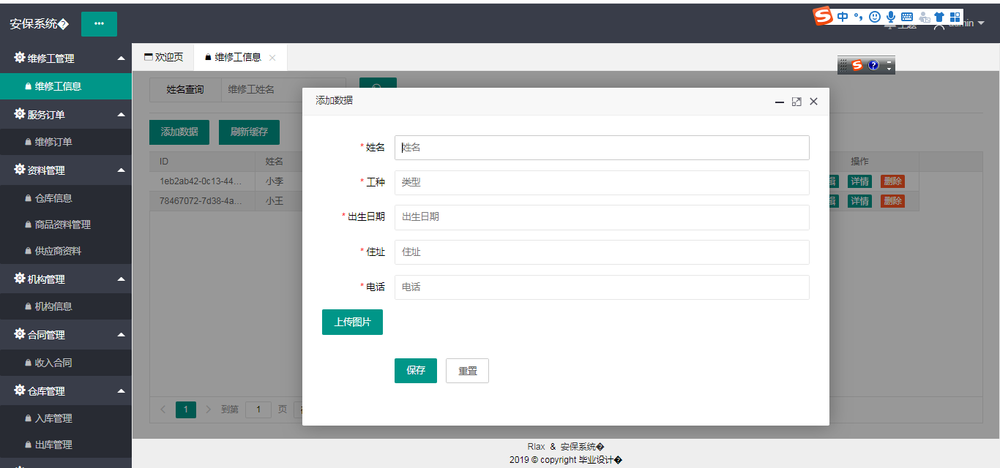 安保系统�
中
主题
admin
维修工管理
维修工信息
服务订单
维修订单
资料管理
仓库信息
商品资料管理
供应商资料
机构管理
机构信息
合同管理
收入合同
仓库管理
入库管理
出库管理
欢迎页
维修工信息
姓名查询
维修工姓名
添加数据
刷新缓存
ID
姓名
操作
1eb2ab42-0c13-44...
小李
辑
详情
删除
78467072-7d38-4a...
小王
辑
详情
删除
添加数据
* 姓名
姓名
* 工种
类型
* 出生日期
出生日期
* 住址
住址
* 电话
电话
上传图片
保存
重置
1
到第
1
页
Rlax & 安保系统�
2019 © copyright 毕业设计�